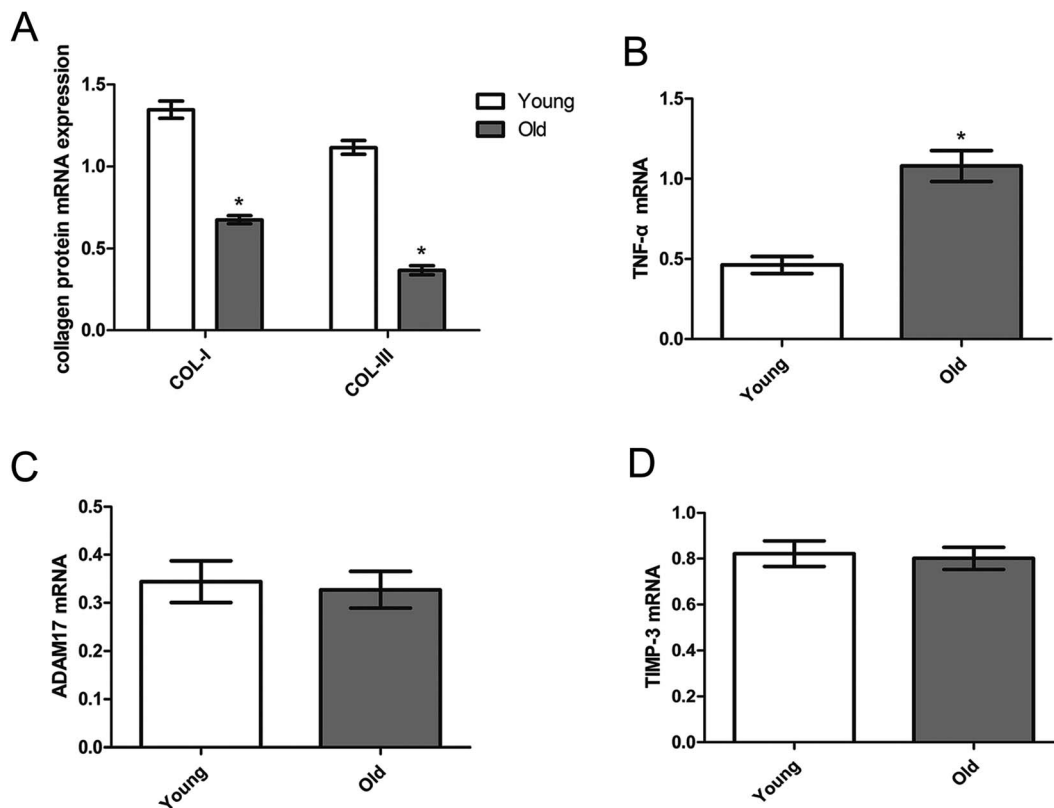 A
collagen protein mRNA expression
1.5
1.0
0.5
0.0
COL-I
COL-III
*
*
Young
Old
B
TNF-α mRNA
1.5
1.0
0.5
0.0
*
Young
Old
C
ADAM17 mRNA
0.5
0.4
0.3
0.2
0.1
0.0
Young
Old
D
TIMP-3 mRNA
1.0
0.8
0.6
0.4
0.2
0.0
Young
Old